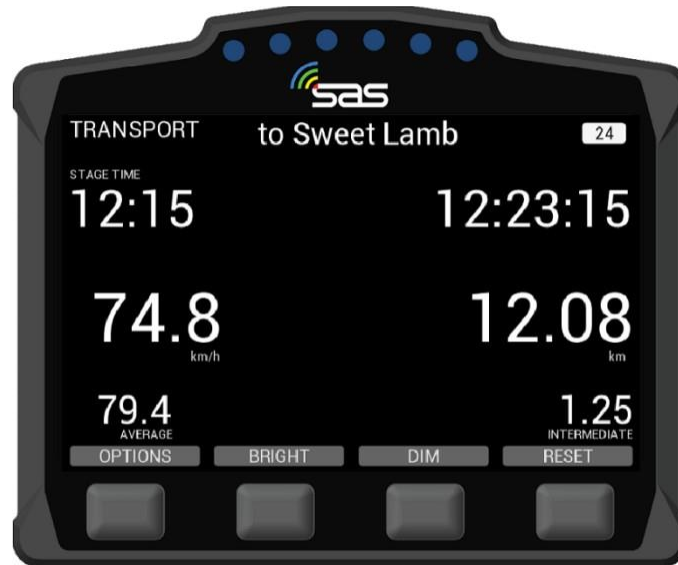 sas
TRANSPORT to Sweet Lamb 24
STAGE TIME
12:15 12:23:15
74.8 12.08
km/h km
79.4 1.25
AVERAGE INTERMEDIATE
OPTIONS BRIGHT DIM RESET